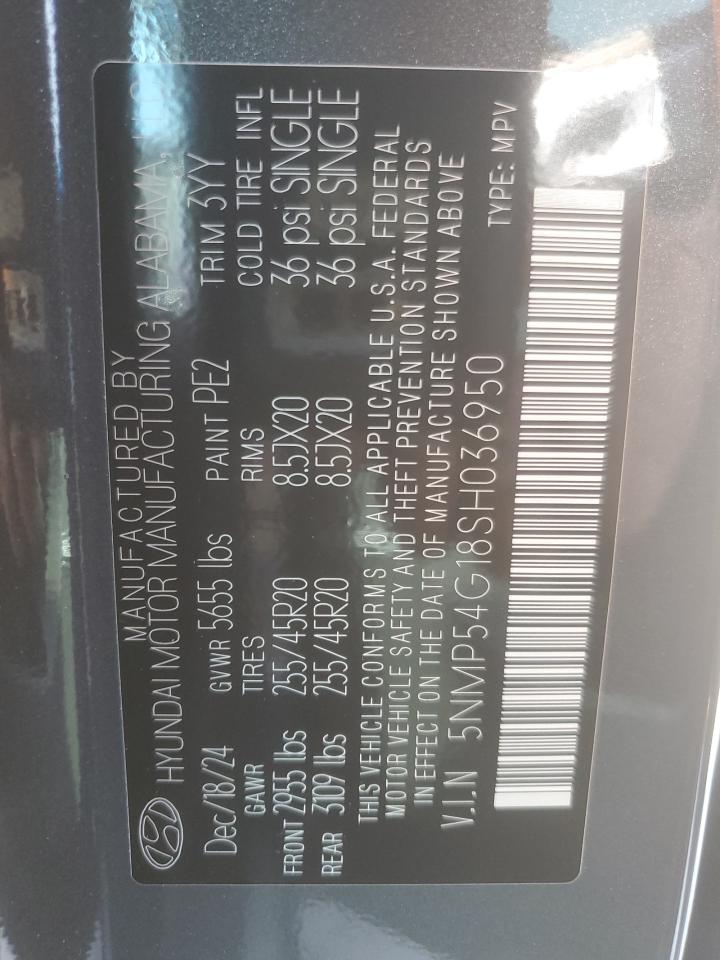 MANUFACTURED BY
HYUNDAI MOTOR MANUFACTURING ALABAMA,
Dec/18/24 GVWR 5655 lbs PAINT PE2 TRIM 3YY
GAWR TIRES RIMS COLD TIRE INFL
FRONT 2955 lbs 255/45R20 8.5JX20 36 psi SINGLE
REAR 3109 lbs 255/45R20 8.5JX20 36 psi SINGLE
THIS VEHICLE CONFORMS TO ALL APPLICABLE U.S.A. FEDERAL
MOTOR VEHICLE SAFETY AND THEFT PREVENTION STANDARDS
IN EFFECT ON THE DATE OF MANUFACTURE SHOWN ABOVE
V.I.N 5NMP54G18SH036950 TYPE: MPV